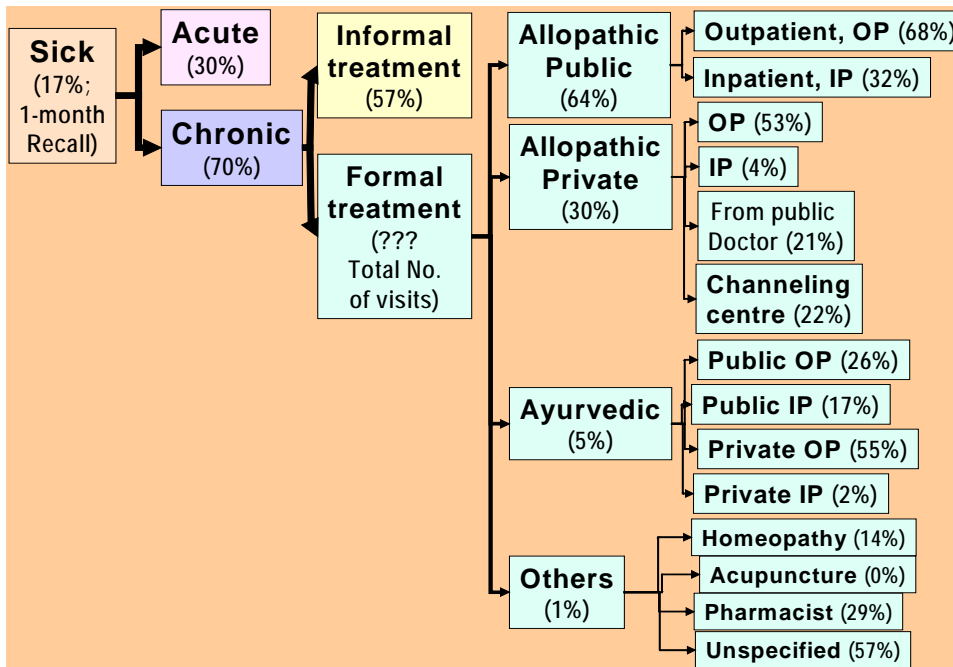 Sick
(17%;
1-month
Recall)
Acute
(30%)
Chronic
(70%)
Informal
treatment
(57%)
Formal
treatment
(???
Total No.
of visits)
Allopathic
Public
(64%)
Outpatient, OP (68%)
Inpatient, IP (32%)
Allopathic
Private
(30%)
OP (53%)
IP (4%)
From public
Doctor (21%)
Channeling
centre (22%)
Ayurvedic
(5%)
Public OP (26%)
Public IP (17%)
Private OP (55%)
Private IP (2%)
Others
(1%)
Homeopathy (14%)
Acupuncture (0%)
Pharmacist (29%)
Unspecified (57%)